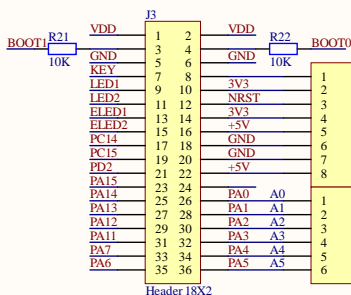 J3
VDD 1 2 VDD
BOOT1 R21 3 4 R22 BOOT0
10K GND 5 6 GND 10K
KEY 7 8 1
LED1 9 10 3V3 2
LED2 11 12 NRST 3
ELED1 13 14 3V3 4
ELED2 15 16 +5V 5
PC14 17 18 GND 6
PC15 19 20 GND 7
PD2 21 22 +5V 8
PA15 23 24
PA14 25 26 PA0 A0 1
PA13 27 28 PA1 A1 2
PA12 29 30 PA2 A2 3
PA11 31 32 PA3 A3 4
PA7 33 34 PA4 A4 5
PA6 35 36 PA5 A5 6
Header 18X2